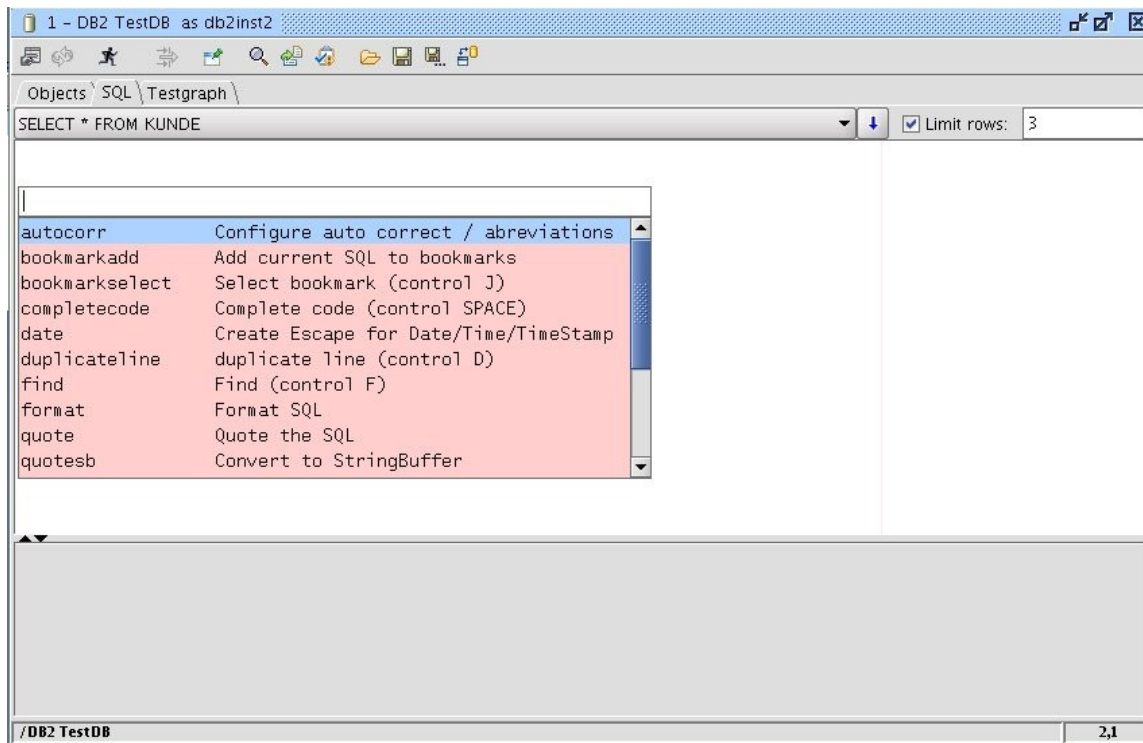 1 - DB2 TestDB as db2inst2
Objects SQL Testgraph
SELECT * FROM KUNDE Limit rows: 3
autocorr Configure auto correct / abreviations
bookmarkadd Add current SQL to bookmarks
bookmarkselect Select bookmark (control J)
completecode Complete code (control SPACE)
date Create Escape for Date/Time/TimeStamp
duplicateline duplicate line (control D)
find Find (control F)
format Format SQL
quote Quote the SQL
quotesb Convert to StringBuffer
/DB2 TestDB 2,1